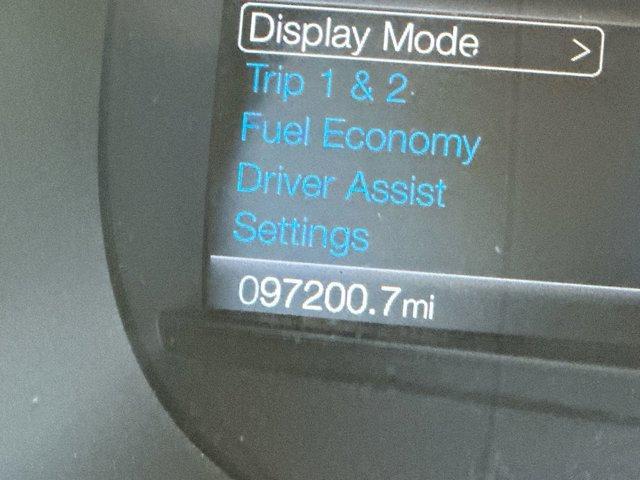 Display Mode >
Trip 1 & 2
Fuel Economy
Driver Assist
Settings
097200.7mi